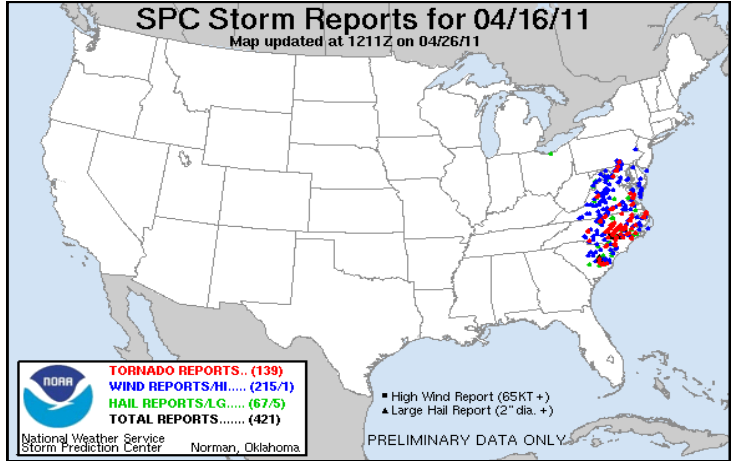 SPC Storm Reports for 04/16/11
Map updated at 1211Z on 04/26/11
NOAA
TORNADO REPORTS.. (139)
WIND REPORTS/HI..... (215/1)
HAIL REPORTS/LG..... (67/5)
TOTAL REPORTS....... (421)
National Weather Service
Storm Prediction Center Norman, Oklahoma
High Wind Report (65KT +)
Large Hail Report (2" dia. +)
PRELIMINARY DATA ONLY